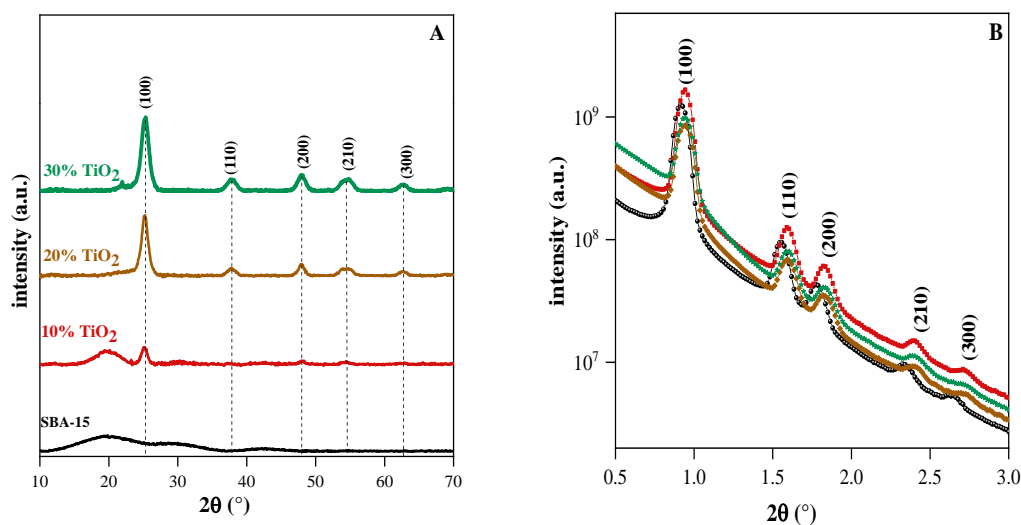 A
intensity (a.u.)
(100)
(110)
(200)
(210)
(300)
30% TiO2
20% TiO2
10% TiO2
SBA-15
10 20 30 40 50 60 70
2θ (°)
B
intensity (a.u.)
10⁹
10⁸
10⁷
(100)
(110)
(200)
(210)
(300)
0.5 1.0 1.5 2.0 2.5 3.0
2θ (°)